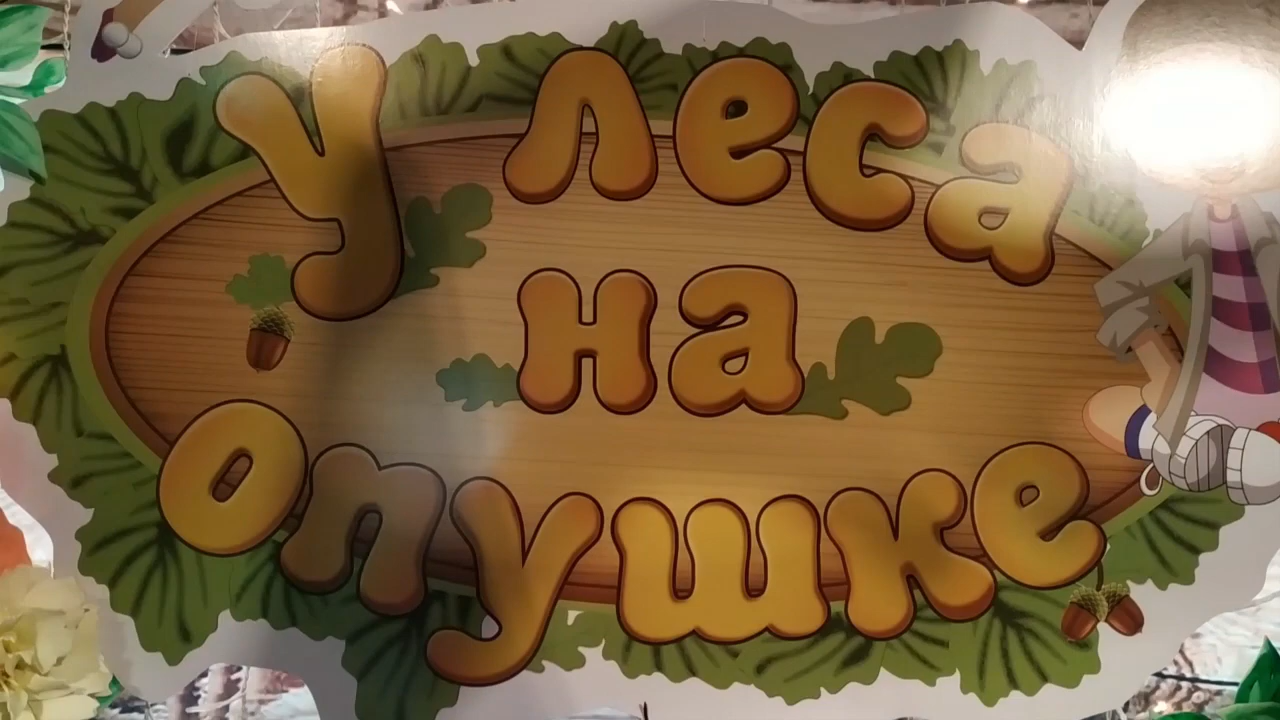 У леса
на
опушке